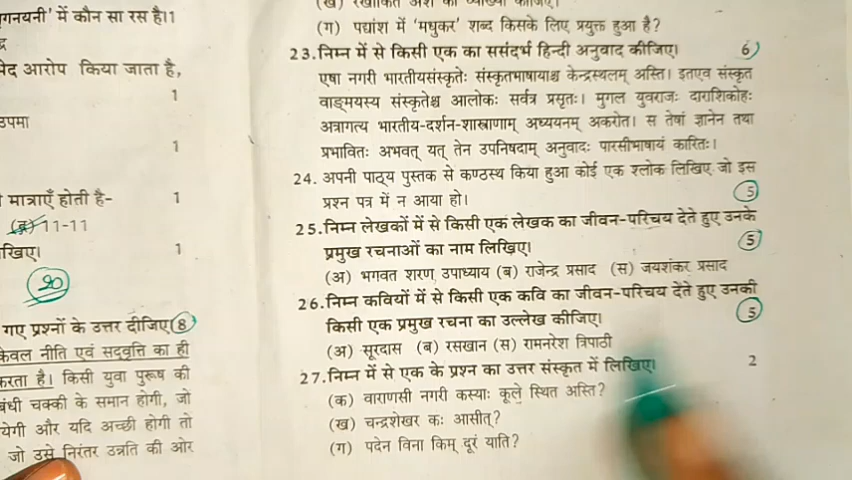 गनयनी' में कौन सा रस है।1
द्र
आरोप किया जाता है,
1
उपमा
1
मात्राएँ होती है- 1
11-11
खिए। 1
20
गए प्रश्नों के उत्तर दीजिए 8
केवल नीति एवं सदवृत्ति का ही
करता है। किसी युवा पुरूष की
बंधी चक्की के समान होगी, जो
येगी और यदि अच्छी होगी तो
जो उसे निरंतर उन्नति की ओर
(ग) पद्यांश में 'मधुकर' शब्द किसके लिए प्रयुक्त हुआ है?
23.निम्न में से किसी एक का ससंदर्भ हिन्दी अनुवाद कीजिए। 6
एषा नगरी भारतीयसंस्कृतेः संस्कृतभाषायाश्च केन्द्रस्थलम् अस्ति। इतएव संस्कृत
वाङ्मयस्य संस्कृतेश्च आलोकः सर्वत्र प्रसृतः। मुगल युवराजः दाराशिकोहः
अत्रागत्य भारतीय-दर्शन-शास्त्राणाम् अध्ययनम् अकरोत। स तेषां ज्ञानेन तथा
प्रभावितः अभवत् यत् तेन उपनिषदाम् अनुवादः पारसीभाषायं कारितः।
24. अपनी पाठ्य पुस्तक से कण्ठस्थ किया हुआ कोई एक श्लोक लिखिए जो इस
प्रश्न पत्र में न आया हो। 5
25.निम्न लेखकों में से किसी एक लेखक का जीवन-परिचय देते हुए उनके
प्रमुख रचनाओं का नाम लिखिए। 5
(अ) भगवत शरण उपाध्याय (ब) राजेन्द्र प्रसाद (स) जयशंकर प्रसाद
26.निम्न कवियों में से किसी एक कवि का जीवन-परिचय देते हुए उनकी
किसी एक प्रमुख रचना का उल्लेख कीजिए। 5
(अ) सूरदास (ब) रसखान (स) रामनरेश त्रिपाठी
27.निम्न में से एक के प्रश्न का उत्तर संस्कृत में लिखिए। 2
(क) वाराणसी नगरी कस्याः कूले स्थित अस्ति?
(ख) चन्द्रशेखर कः आसीत्?
(ग) पदेन विना किम् दूरं याति?